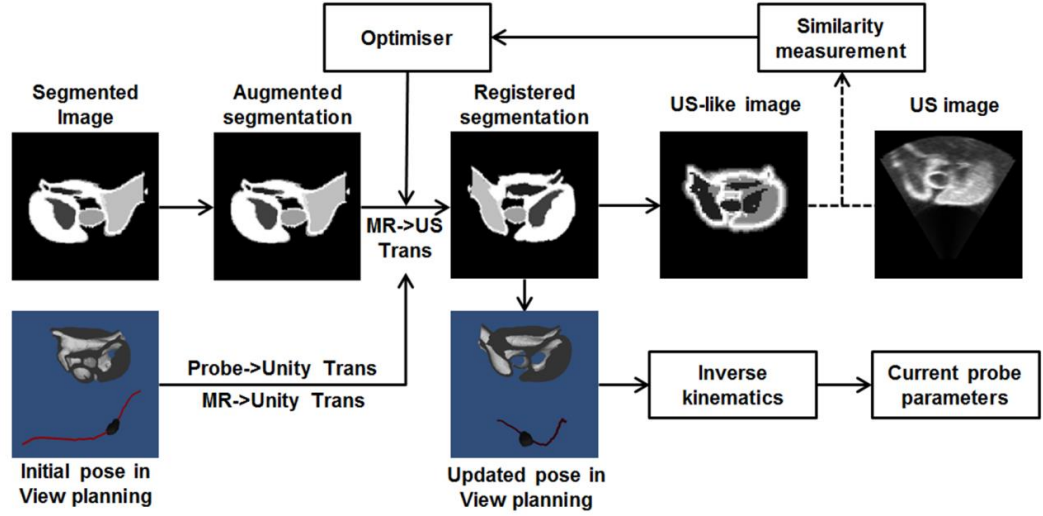 Optimiser
Similarity
measurement
Segmented
Image
Augmented
segmentation
Registered
segmentation
US-like image
US image
MR->US
Trans
Probe->Unity Trans
MR->Unity Trans
Inverse
kinematics
Current probe
parameters
Initial pose in
View planning
Updated pose in
View planning